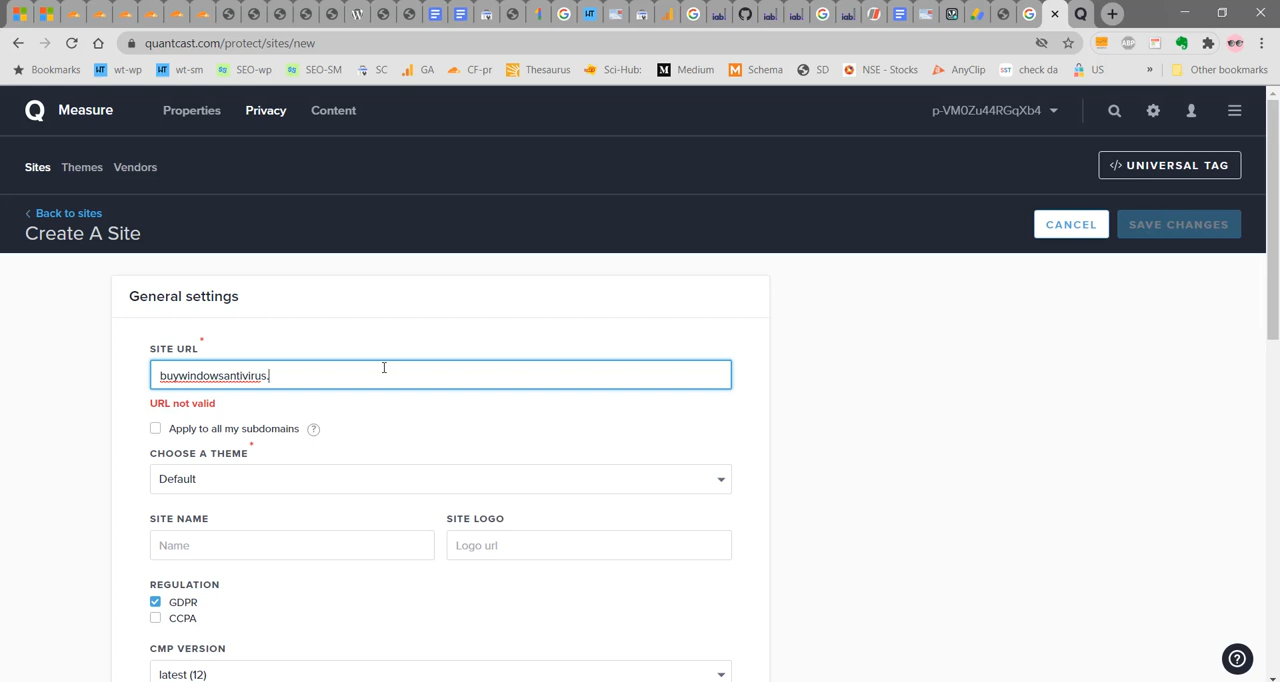 quantcast.com/protect/sites/new
ABP
Bookmarks wt-wp wt-sm SEO-wp SEO-SM SC GA CF-pr Thesaurus Sci-Hub: Medium Schema SD NSE - Stocks AnyClip check da US » Other bookmarks
Q Measure Properties Privacy Content p-VM0Zu44RGqXb4
Sites Themes Vendors </> UNIVERSAL TAG
< Back to sites
Create A Site CANCEL SAVE CHANGES
General settings
SITE URL *
buywindowsantivirus.
URL not valid
Apply to all my subdomains ?
CHOOSE A THEME *
Default
SITE NAME SITE LOGO
Name Logo url
REGULATION
GDPR
CCPA
CMP VERSION
latest (12)
?